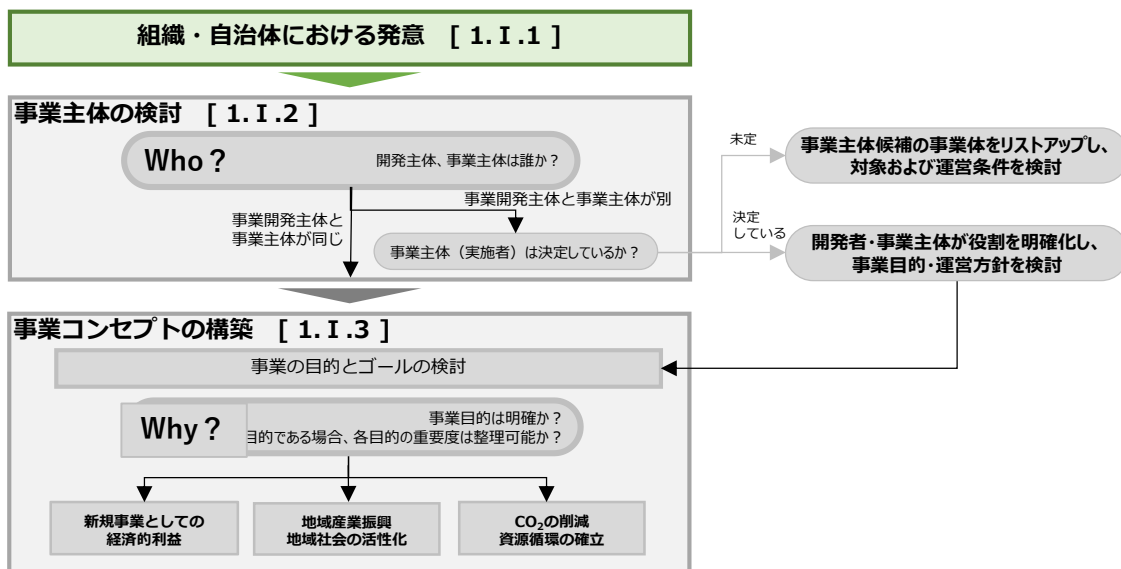 組織・自治体における発意 [ 1.Ⅰ.1 ]
事業主体の検討 [ 1.Ⅰ.2 ]
Who？
開発主体、事業主体は誰か？
事業開発主体と
事業主体が同じ
事業開発主体と事業主体が別
事業主体（実施者）は決定しているか？
未定
事業主体候補の事業体をリストアップし、
対象および運営条件を検討
決定
している
開発者・事業主体が役割を明確化し、
事業目的・運営方針を検討
事業コンセプトの構築 [ 1.Ⅰ.3 ]
事業の目的とゴールの検討
Why？
事業目的は明確か？
目的である場合、各目的の重要度は整理可能か？
新規事業としての
経済的利益
地域産業振興
地域社会の活性化
CO₂の削減
資源循環の確立